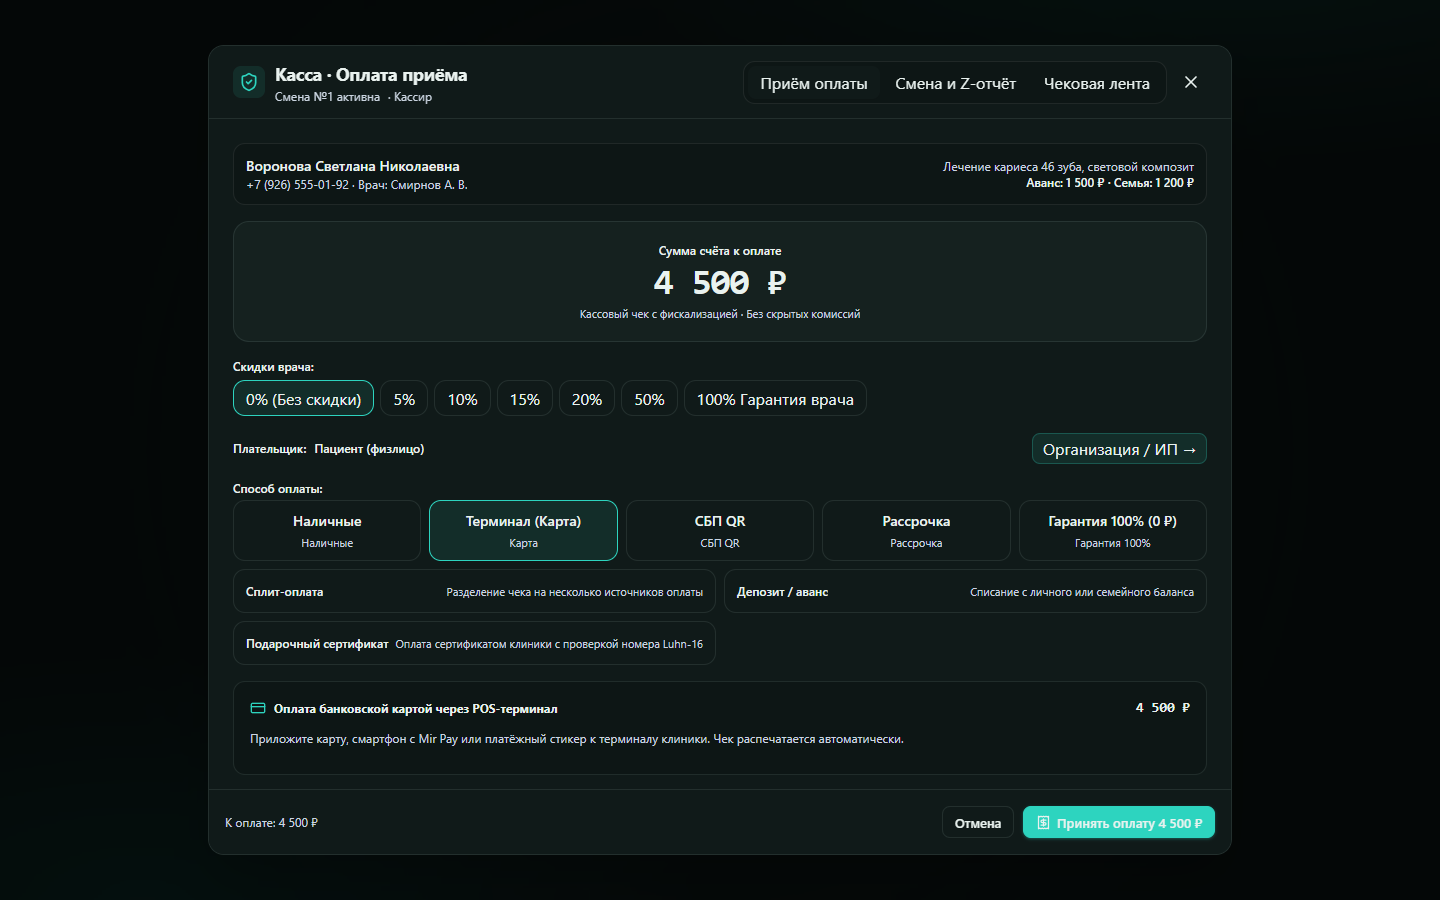 Касса · Оплата приёма
Смена №1 активна · Кассир
Приём оплаты
Смена и Z-отчёт
Чековая лента
Воронова Светлана Николаевна
+7 (926) 555-01-92 · Врач: Смирнов А. В.
Лечение кариеса 46 зуба, световой композит
Аванс: 1 500 ₽ · Семья: 1 200 ₽
Сумма счёта к оплате
4 500 ₽
Кассовый чек с фискализацией · Без скрытых комиссий
Скидки врача:
0% (Без скидки)
5%
10%
15%
20%
50%
100% Гарантия врача
Плательщик: Пациент (физлицо)
Организация / ИП →
Способ оплаты:
Наличные
Наличные
Терминал (Карта)
Карта
СБП QR
СБП QR
Рассрочка
Рассрочка
Гарантия 100% (0 ₽)
Гарантия 100%
Сплит-оплата
Разделение чека на несколько источников оплаты
Депозит / аванс
Списание с личного или семейного баланса
Подарочный сертификат
Оплата сертификатом клиники с проверкой номера Luhn-16
Оплата банковской картой через POS-терминал
4 500 ₽
Приложите карту, смартфон с Mir Pay или платёжный стикер к терминалу клиники. Чек распечатается автоматически.
К оплате: 4 500 ₽
Отмена
Принять оплату 4 500 ₽